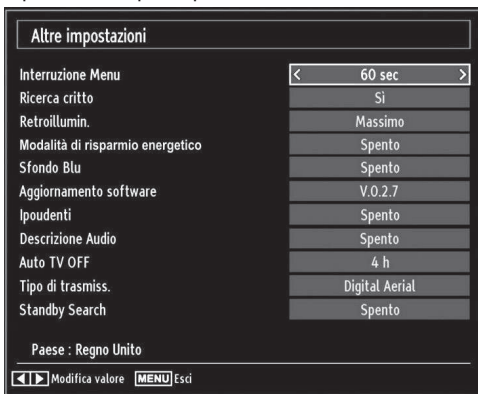 Altre impostazioni
Interruzione Menu < 60 sec >
Ricerca critto Sì
Retroillumin. Massimo
Modalità di risparmio energetico Spento
Sfondo Blu Spento
Aggiornamento software V.0.2.7
Ipoudenti Spento
Descrizione Audio Spento
Auto TV OFF 4 h
Tipo di trasmiss. Digital Aerial
Standby Search Spento
Paese : Regno Unito
Modifica valore MENU Esci